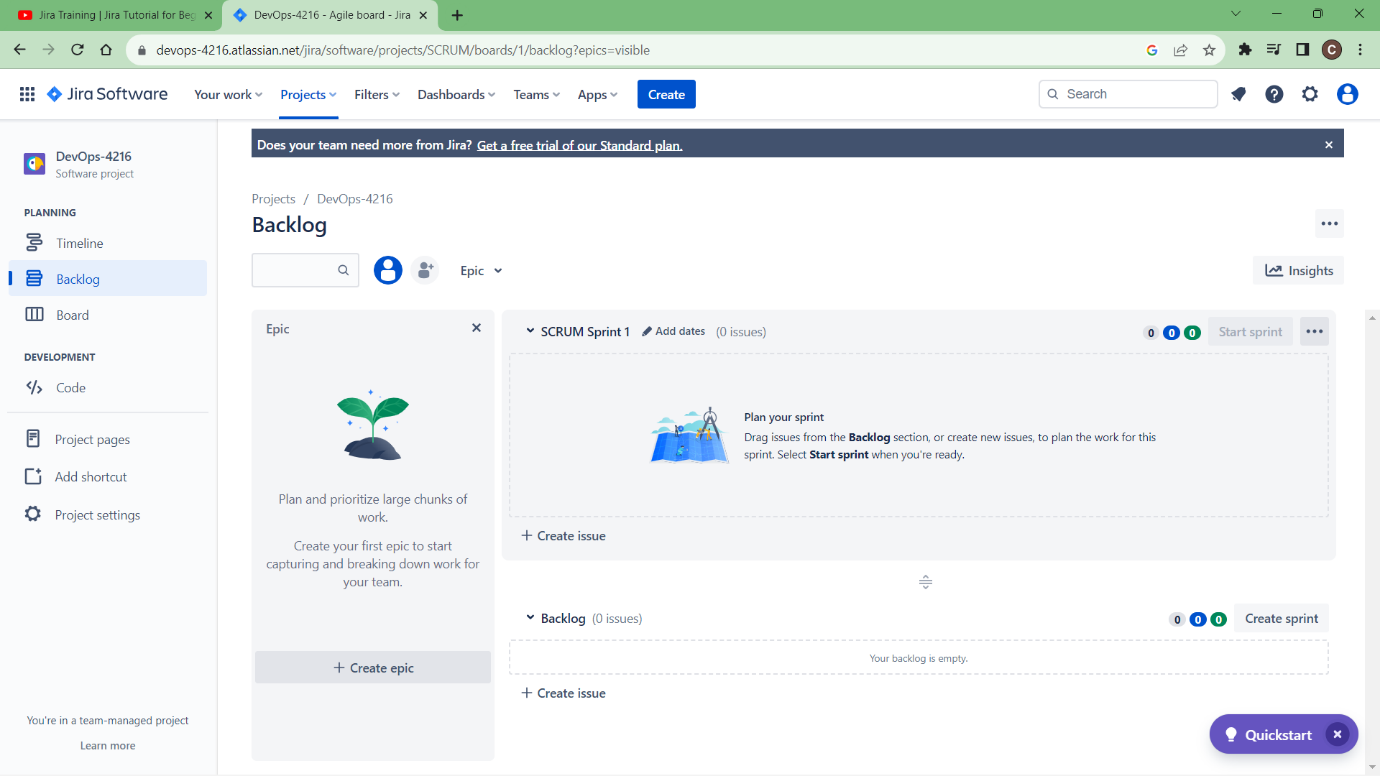 Jira Training | Jira Tutorial for Beg
DevOps-4216 - Agile board - Jira
devops-4216.atlassian.net/jira/software/projects/SCRUM/boards/1/backlog?epics=visible
C
Jira Software
Your work
Projects
Filters
Dashboards
Teams
Apps
Create
Search
DevOps-4216
Software project
PLANNING
Timeline
Backlog
Board
DEVELOPMENT
Code
Project pages
Add shortcut
Project settings
You're in a team-managed project
Learn more
Does your team need more from Jira? Get a free trial of our Standard plan.
Projects / DevOps-4216
Backlog
Epic
Insights
Epic
Plan and prioritize large chunks of
work.
Create your first epic to start
capturing and breaking down work for
your team.
+ Create epic
SCRUM Sprint 1 Add dates (0 issues)
0 0 0 Start sprint
Plan your sprint
Drag issues from the Backlog section, or create new issues, to plan the work for this
sprint. Select Start sprint when you're ready.
+ Create issue
Backlog (0 issues)
0 0 0 Create sprint
Your backlog is empty.
+ Create issue
Quickstart